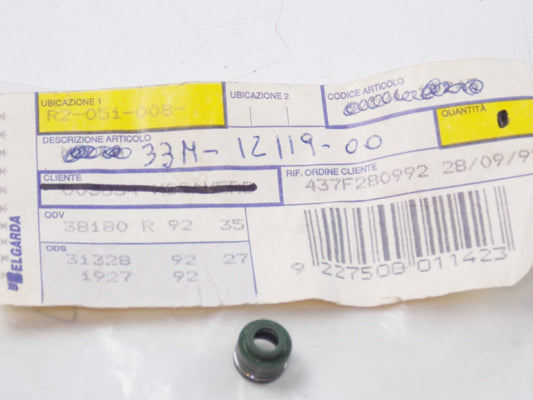 UBICAZIONE 1
R2-051-008-
UBICAZIONE 2
CODICE ARTICOLO
QUANTITÀ
DESCRIZIONE ARTICOLO
33M-12119-00
CLIENTE
RIF. ORDINE CLIENTE
437F280992 28/09/9
ODV
38180 R 92 35
ODS
31328 92 27
1927 92
9 227500 011423
BELGARDA